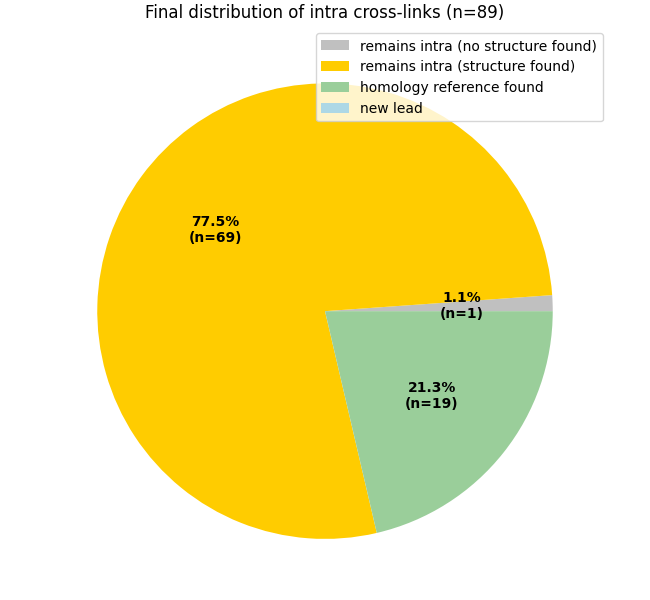 Final distribution of intra cross-links (n=89)
remains intra (no structure found)
remains intra (structure found)
homology reference found
new lead
77.5%
(n=69)
1.1%
(n=1)
21.3%
(n=19)